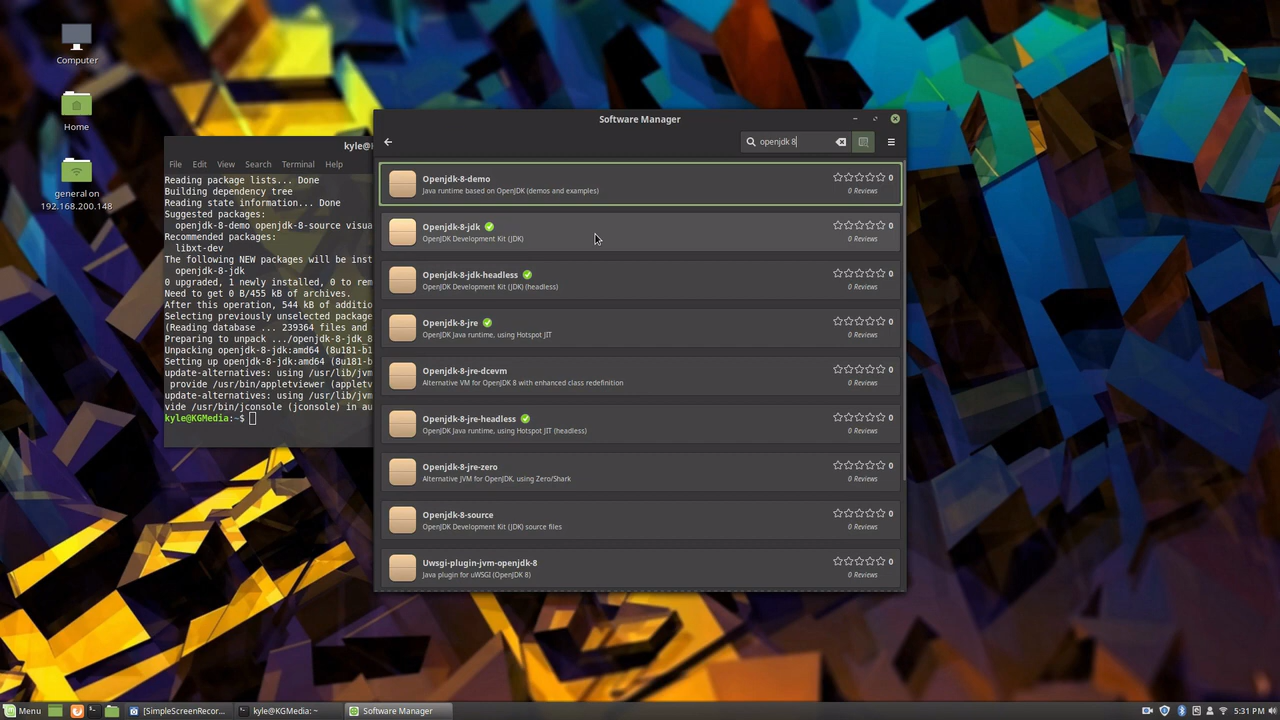 Computer
Home
general on
192.168.200.148
kyle@
File Edit View Search Terminal Help
Reading package lists... Done
Building dependency tree
Reading state information... Done
Suggested packages:
openjdk-8-demo openjdk-8-source visua
Recommended packages:
libxt-dev
The following NEW packages will be inst
openjdk-8-jdk
0 upgraded, 1 newly installed, 0 to rem
Need to get 0 B/455 kB of archives.
After this operation, 544 kB of additio
Selecting previously unselected package
(Reading database ... 239364 files and
Preparing to unpack .../openjdk-8-jdk_8
Unpacking openjdk-8-jdk:amd64 (8u181-b1
Setting up openjdk-8-jdk:amd64 (8u181-b
update-alternatives: using /usr/lib/jvm
provide /usr/bin/appletviewer (appletv
update-alternatives: using /usr/lib/jvm
vide /usr/bin/jconsole (jconsole) in au
kyle@KGMedia:~$
Software Manager
openjdk 8
Openjdk-8-demo
Java runtime based on OpenJDK (demos and examples)
0
0 Reviews
Openjdk-8-jdk
OpenJDK Development Kit (JDK)
0
0 Reviews
Openjdk-8-jdk-headless
OpenJDK Development Kit (JDK) (headless)
0
0 Reviews
Openjdk-8-jre
OpenJDK Java runtime, using Hotspot JIT
0
0 Reviews
Openjdk-8-jre-dcevm
Alternative VM for OpenJDK 8 with enhanced class redefinition
0
0 Reviews
Openjdk-8-jre-headless
OpenJDK Java runtime, using Hotspot JIT (headless)
0
0 Reviews
Openjdk-8-jre-zero
Alternative JVM for OpenJDK, using Zero/Shark
0
0 Reviews
Openjdk-8-source
OpenJDK Development Kit (JDK) source files
0
0 Reviews
Uwsgi-plugin-jvm-openjdk-8
Java plugin for uWSGI (OpenJDK 8)
0
0 Reviews
Menu [SimpleScreenRecor... kyle@KGMedia: ~ Software Manager 5:31 PM